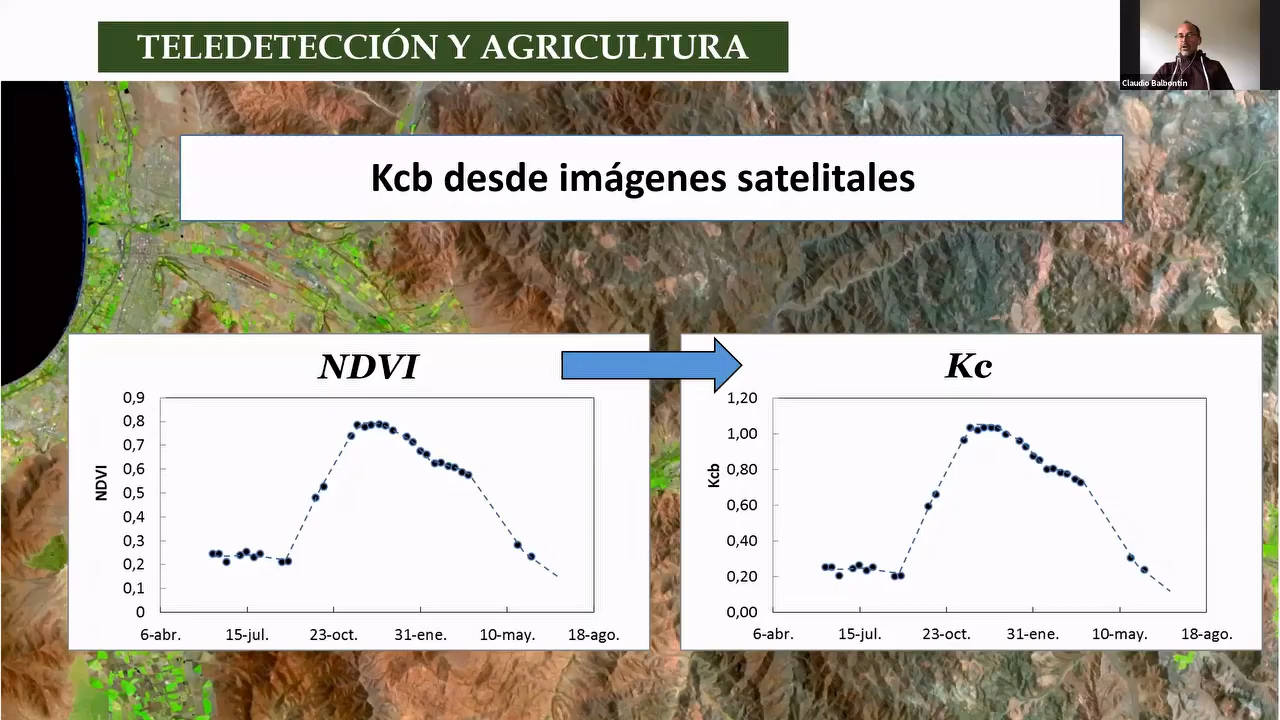 TELEDETECCIÓN Y AGRICULTURA
Claudio Balbontín
Kcb desde imágenes satelitales
NDVI
NDVI
0,9
0,8
0,7
0,6
0,5
0,4
0,3
0,2
0,1
0
6-abr.
15-jul.
23-oct.
31-ene.
10-may.
18-ago.
Kc
Kcb
1,20
1,00
0,80
0,60
0,40
0,20
0,00
6-abr.
15-jul.
23-oct.
31-ene.
10-may.
18-ago.